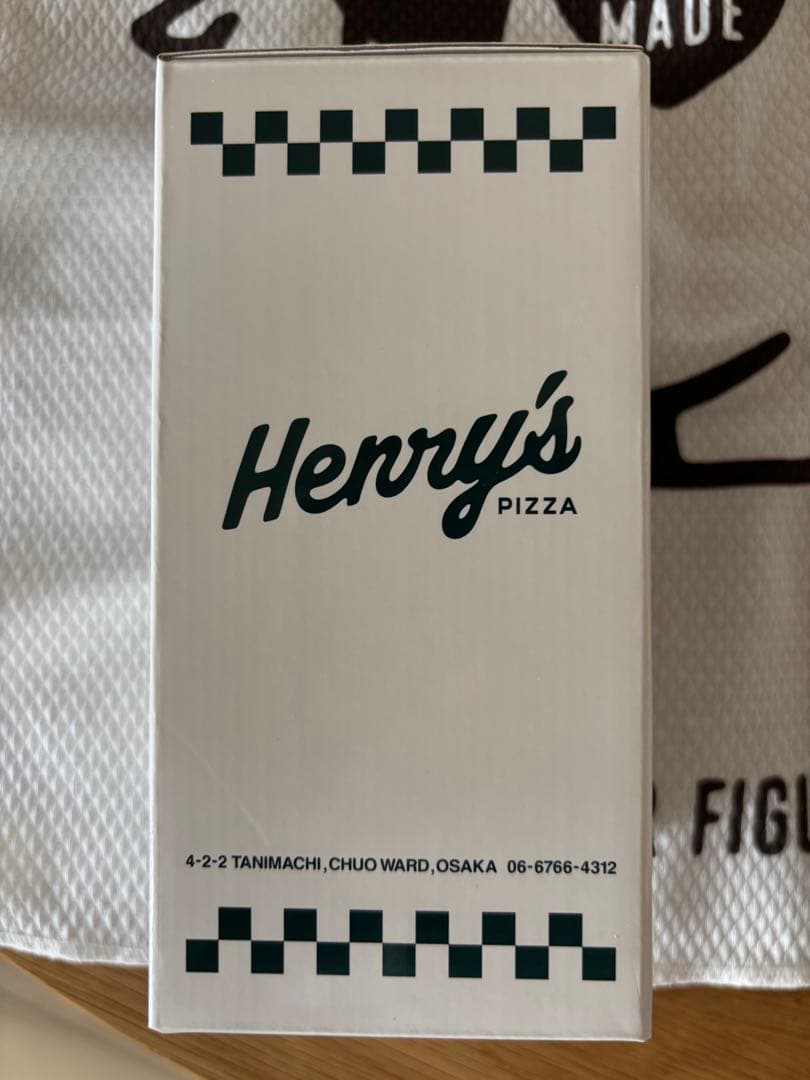 MADE
Henry's
PIZZA
FIGU
4-2-2 TANIMACHI,CHUO WARD,OSAKA 06-6766-4312